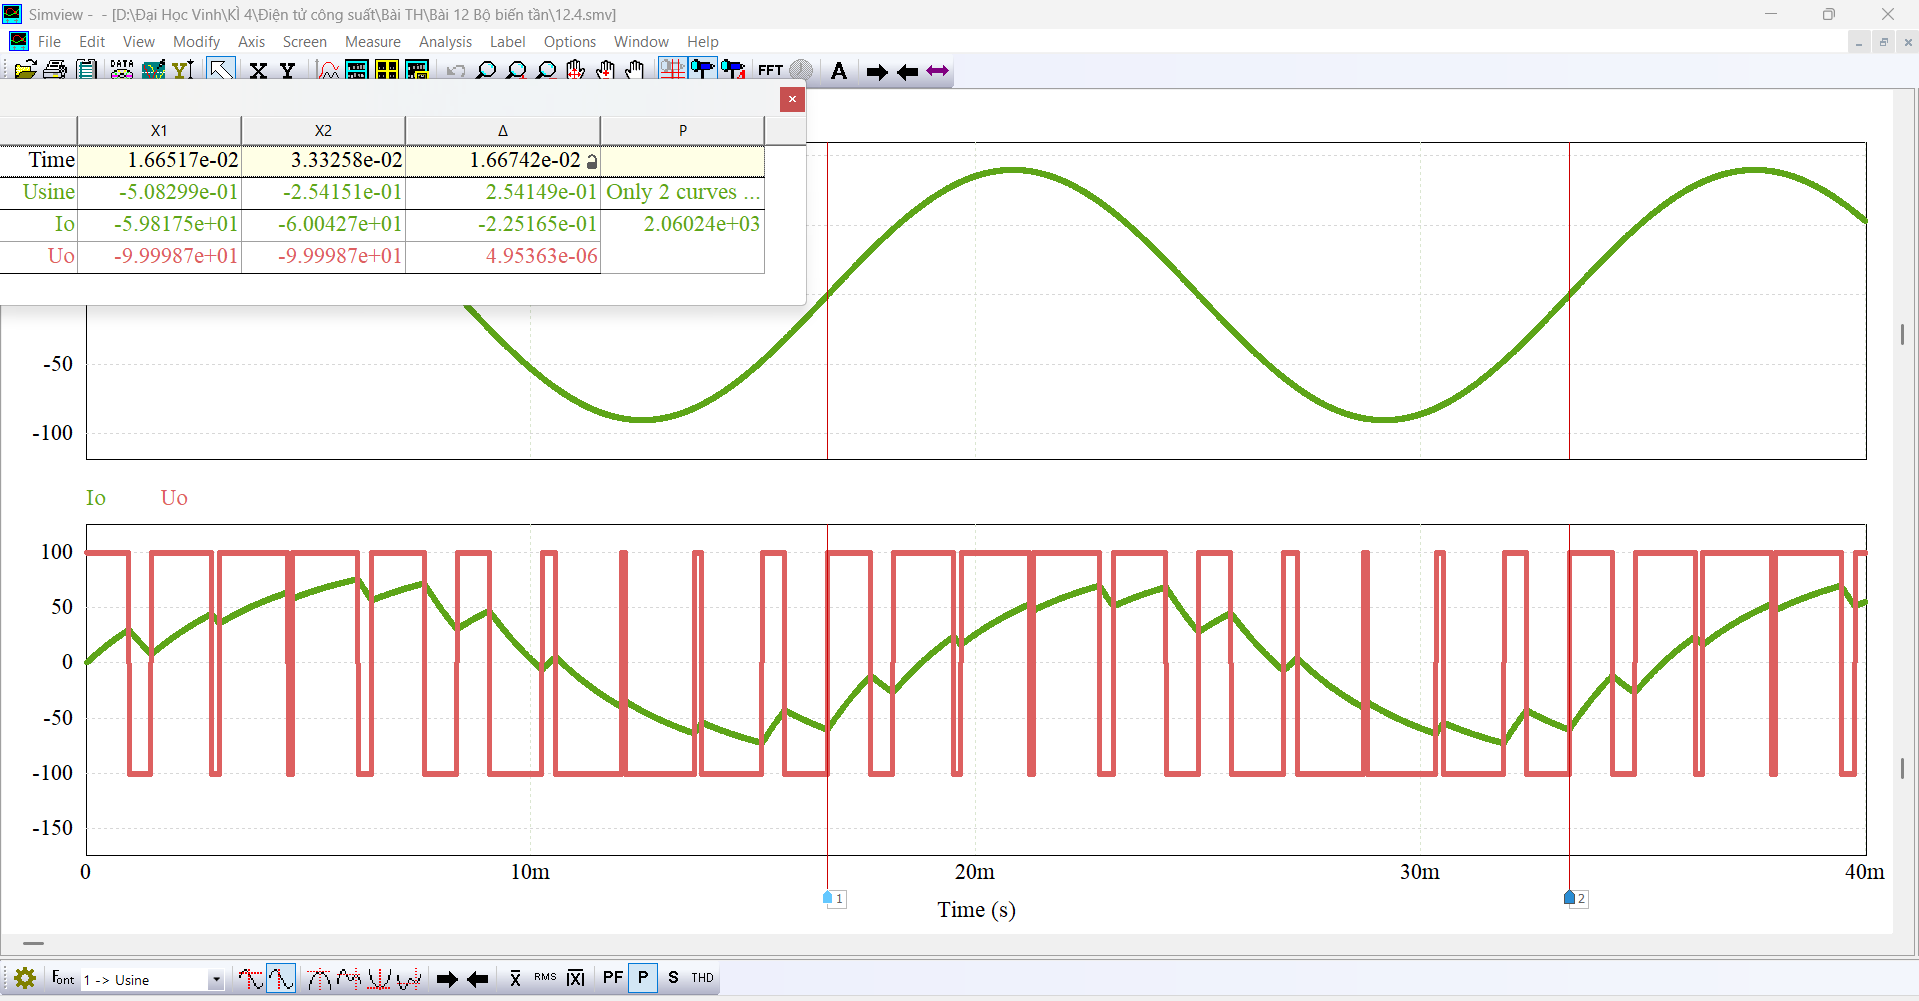 Simview - - [D:\Đại Học Vinh\KÌ 4\Điện tử công suất\Bài TH\Bài 12 Bộ biến tần\12.4.smv]
File Edit View Modify Axis Screen Measure Analysis Label Options Window Help
DATA X Y FFT A
X1 X2 Δ P
Time 1.66517e-02 3.33258e-02 1.66742e-02
Usine -5.08299e-01 -2.54151e-01 2.54149e-01 Only 2 curves ...
Io -5.98175e+01 -6.00427e+01 -2.25165e-01 2.06024e+03
Uo -9.99987e+01 -9.99987e+01 4.95363e-06
-50
-100
Io Uo
100
50
0
-50
-100
-150
0 10m 20m 30m 40m
1 2
Time (s)
Font 1 -> Usine X RMS |X| PF P S THD